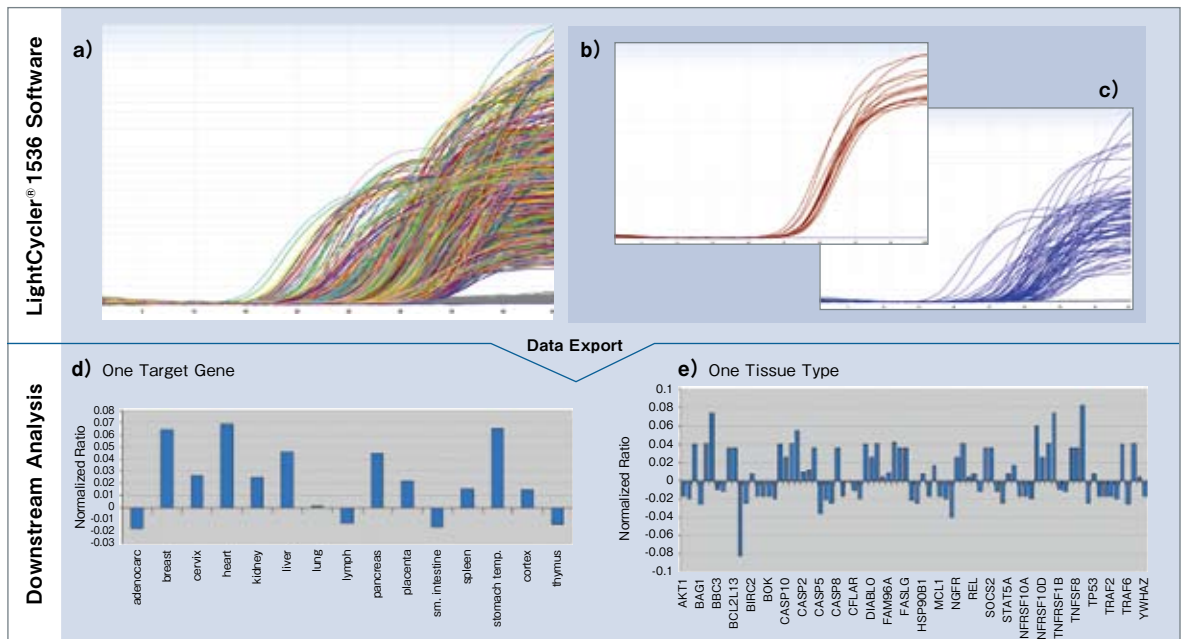 LightCycler® 1536 Software
a)
b)
c)
Data Export
Downstream Analysis
d) One Target Gene
Normalized Ratio
0.08
0.07
0.06
0.05
0.04
0.03
0.02
0.01
0
-0.01
-0.02
-0.03
adenocarc
breast
cervix
heart
kidney
liver
lung
lymph
pancreas
placenta
sm. intestine
spleen
stomach temp.
cortex
thymus
e) One Tissue Type
Normalized Ratio
0.1
0.08
0.06
0.04
0.02
0
-0.02
-0.04
-0.06
-0.08
-0.1
AKT1
BAG1
BBC3
BCL2L13
BIRC2
BOK
CASP10
CASP2
CASP5
CASP8
CFLAR
DIABLO
FAM96A
FASLG
HSP90B1
MCL1
NGFR
REL
SOCS2
STAT5A
NFRSF10A
NFRSF10D
TNFRSF1B
TNFSF8
TP53
TRAF2
TRAF6
YWHAZ